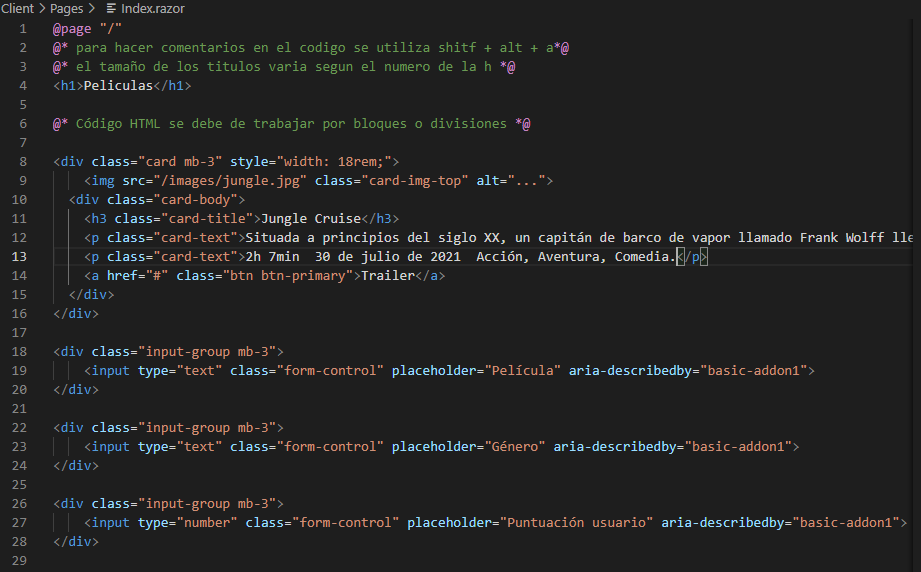 Client > Pages > Index.razor
1 @page "/"
2 @* para hacer comentarios en el codigo se utiliza shitf + alt + a*@
3 @* el tamaño de los titulos varia segun el numero de la h *@
4 <h1>Peliculas</h1>
5
6 @* Código HTML se debe de trabajar por bloques o divisiones *@
7
8 <div class="card mb-3" style="width: 18rem;">
9 <img src="/images/jungle.jpg" class="card-img-top" alt="...">
10 <div class="card-body">
11 <h3 class="card-title">Jungle Cruise</h3>
12 <p class="card-text">Situada a principios del siglo XX, un capitán de barco de vapor llamado Frank Wolff lle
13 <p class="card-text">2h 7min  30 de julio de 2021  Acción, Aventura, Comedia.</p>
14 <a href="#" class="btn btn-primary">Trailer</a>
15 </div>
16 </div>
17
18 <div class="input-group mb-3">
19 <input type="text" class="form-control" placeholder="Película" aria-describedby="basic-addon1">
20 </div>
21
22 <div class="input-group mb-3">
23 <input type="text" class="form-control" placeholder="Género" aria-describedby="basic-addon1">
24 </div>
25
26 <div class="input-group mb-3">
27 <input type="number" class="form-control" placeholder="Puntuación usuario" aria-describedby="basic-addon1">
28 </div>
29